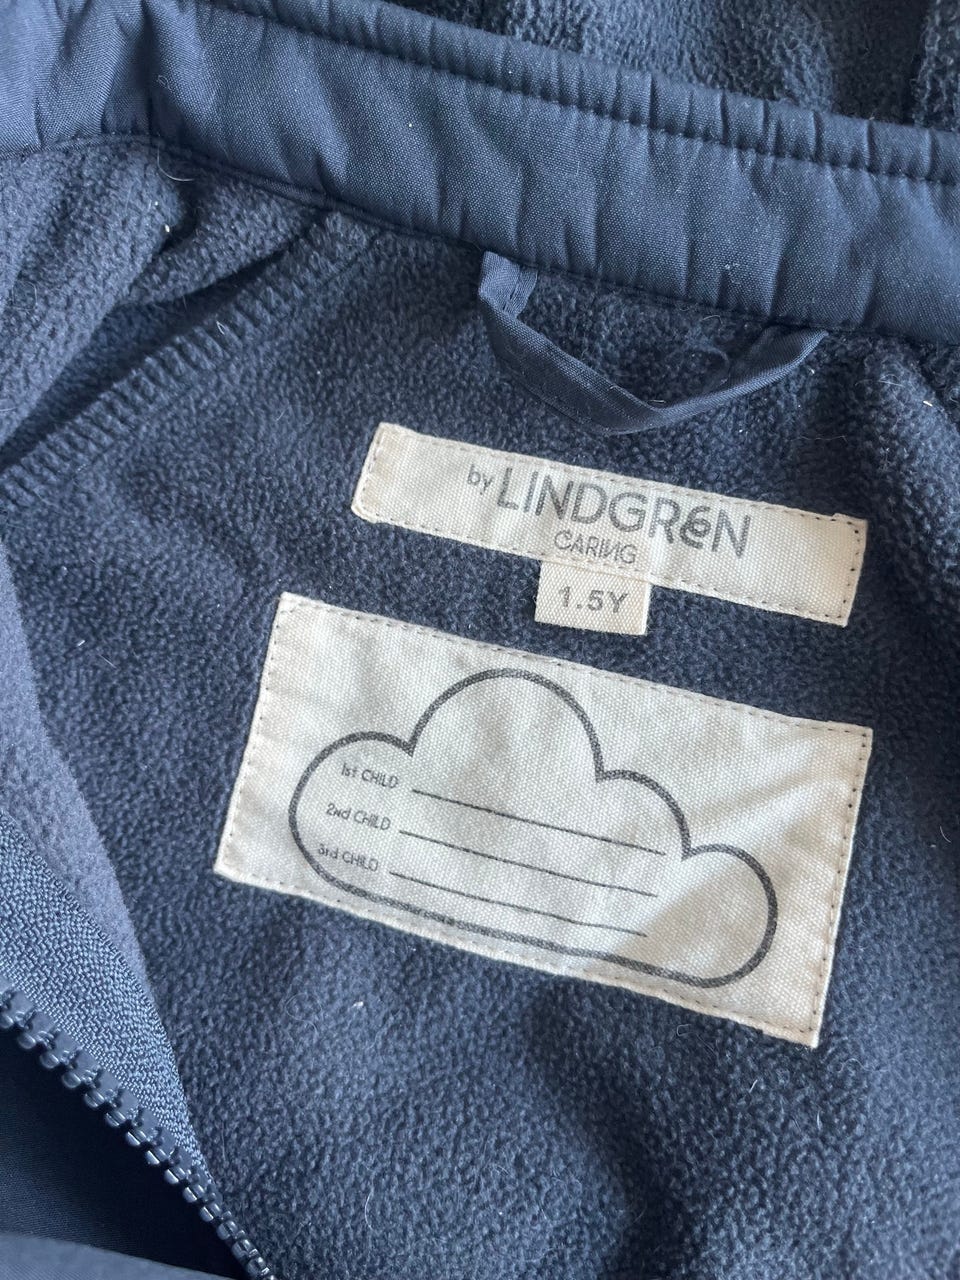 by LINDGREN
CARING
1.5Y
1st CHILD
2nd CHILD
3rd CHILD